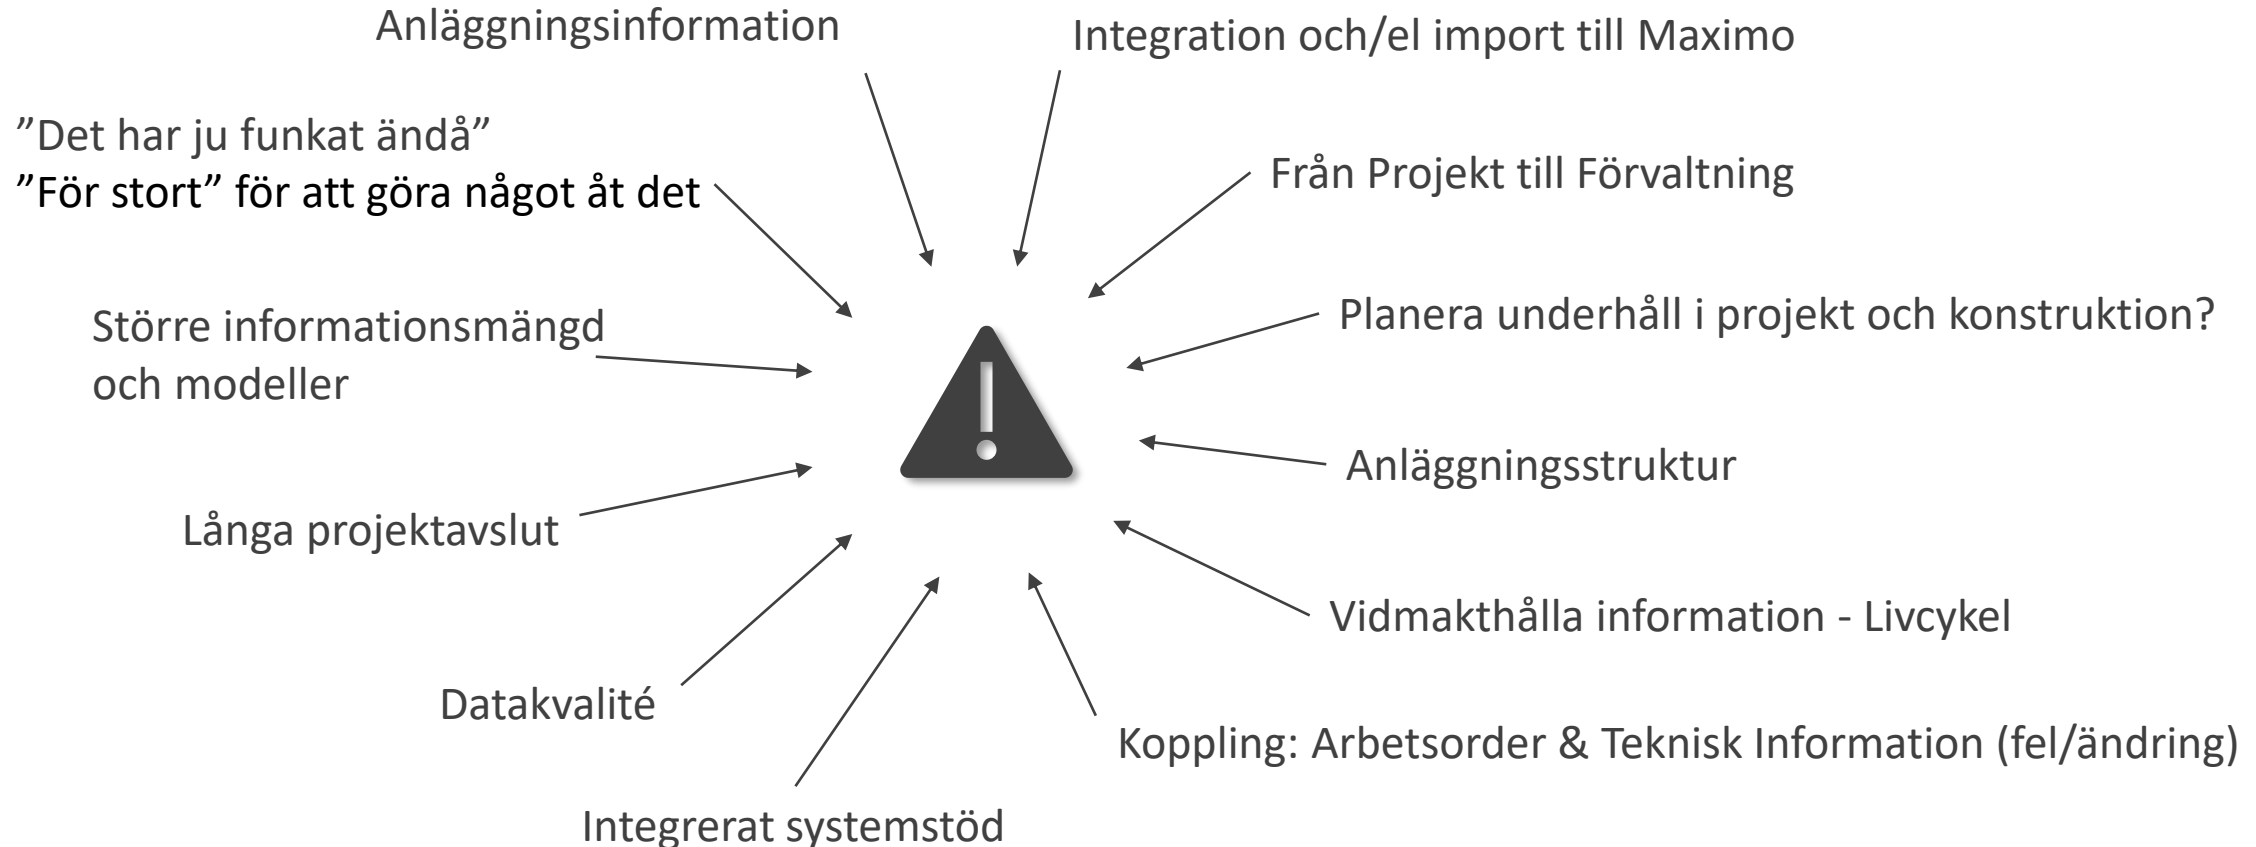 Anläggningsinformation
Integration och/el import till Maximo
”Det har ju funkat ändå”
”För stort” för att göra något åt det
Från Projekt till Förvaltning
Större informationsmängd
och modeller
Planera underhåll i projekt och konstruktion?
Anläggningsstruktur
Långa projektavslut
Vidmakthålla information - Livcykel
Datakvalité
Koppling: Arbetsorder & Teknisk Information (fel/ändring)
Integrerat systemstöd